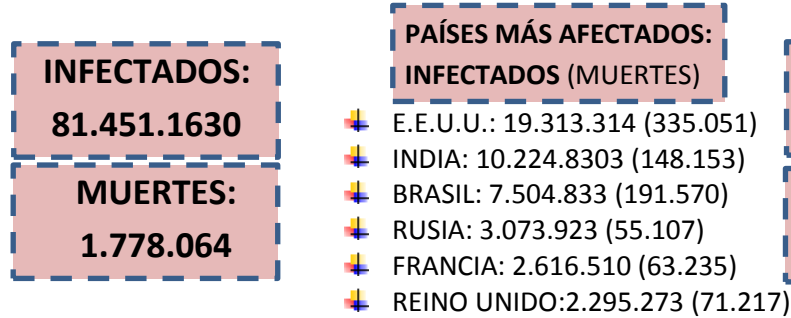 INFECTADOS:
81.451.1630
MUERTES:
1.778.064
PAÍSES MÁS AFECTADOS:
INFECTADOS (MUERTES)
E.E.U.U.: 19.313.314 (335.051)
INDIA: 10.224.8303 (148.153)
BRASIL: 7.504.833 (191.570)
RUSIA: 3.073.923 (55.107)
FRANCIA: 2.616.510 (63.235)
REINO UNIDO:2.295.273 (71.217)